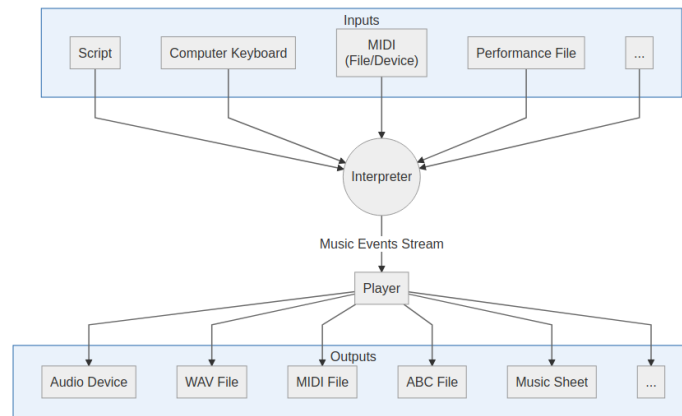 Inputs
Script
Computer Keyboard
MIDI
(File/Device)
Performance File
...
Interpreter
Music Events Stream
Player
Outputs
Audio Device
WAV File
MIDI File
ABC File
Music Sheet
...